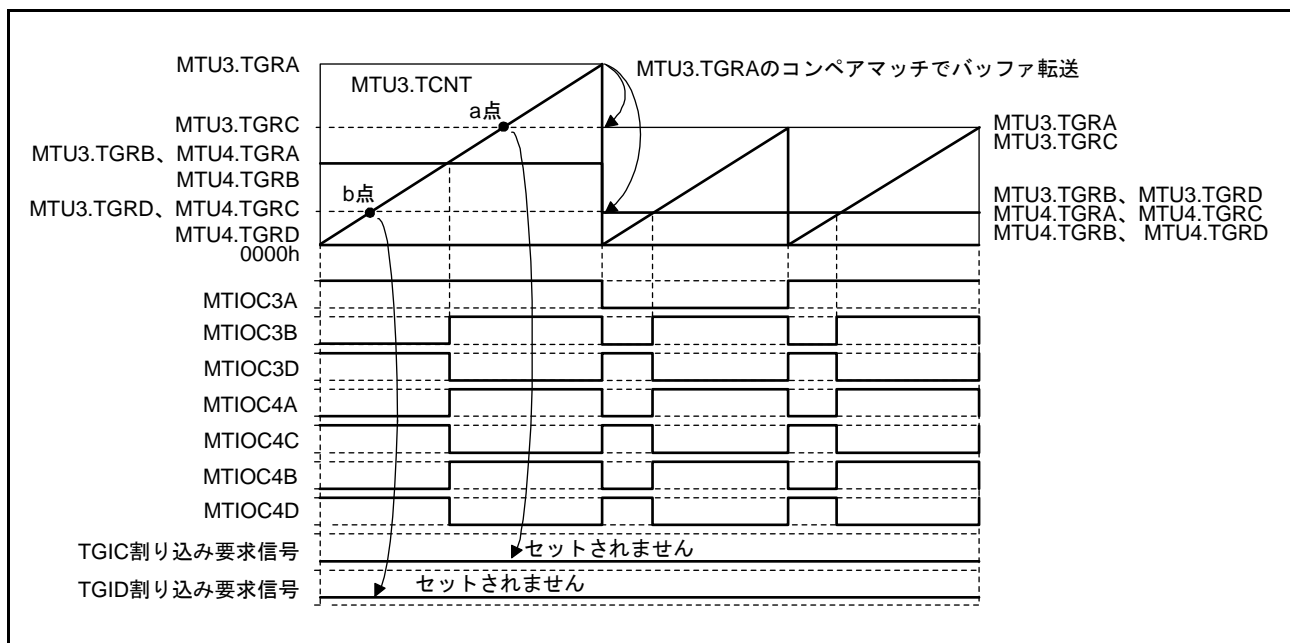 MTU3.TGRA
MTU3.TCNT
MTU3.TGRAのコンペアマッチでバッファ転送
a点
MTU3.TGRC
MTU3.TGRA
MTU3.TGRC
MTU3.TGRB、MTU4.TGRA
MTU4.TGRB
b点
MTU3.TGRD、MTU4.TGRC
MTU4.TGRD
0000h
MTU3.TGRB、MTU3.TGRD
MTU4.TGRA、MTU4.TGRC
MTU4.TGRB、 MTU4.TGRD
MTIOC3A
MTIOC3B
MTIOC3D
MTIOC4A
MTIOC4C
MTIOC4B
MTIOC4D
TGIC割り込み要求信号
セットされません
TGID割り込み要求信号
セットされません